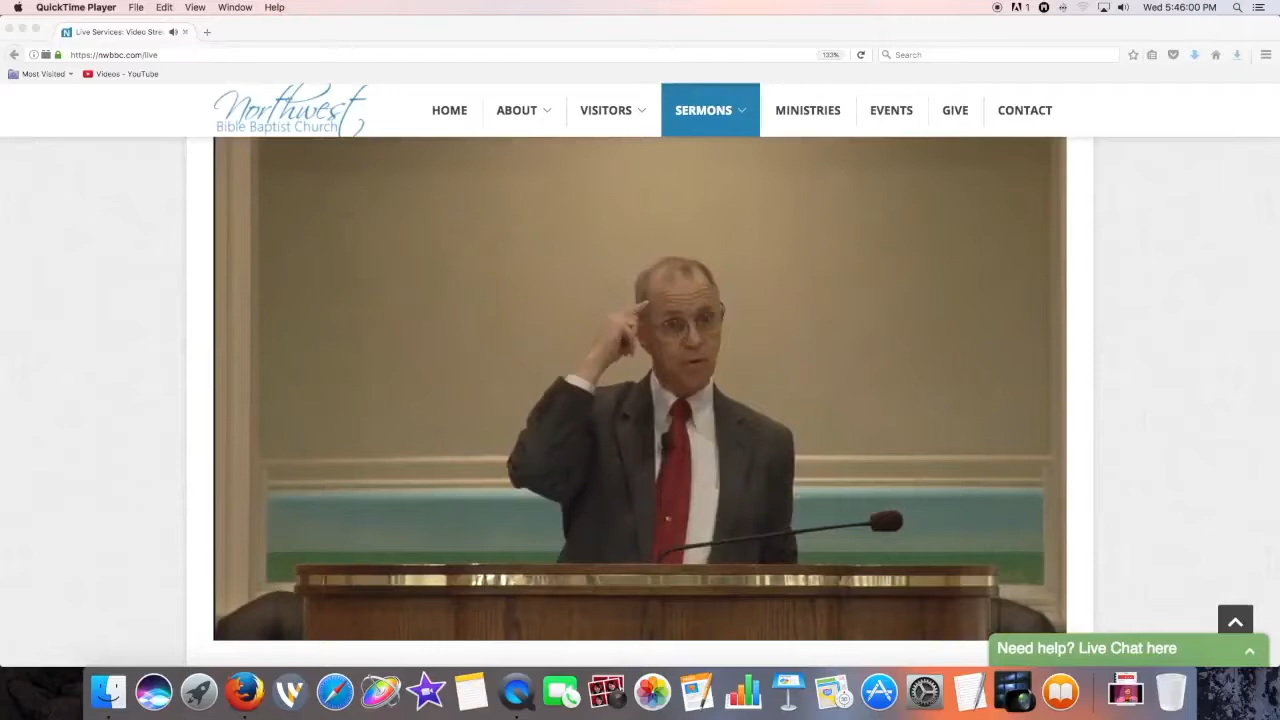 QuickTime Player File Edit View Window Help 1 Wed 5:46:00 PM
Live Services: Video Stre
https://nwbbc.com/live 133% Search
Most Visited Videos - YouTube
Northwest
Bible Baptist Church
HOME ABOUT VISITORS SERMONS MINISTRIES EVENTS GIVE CONTACT
Need help? Live Chat here